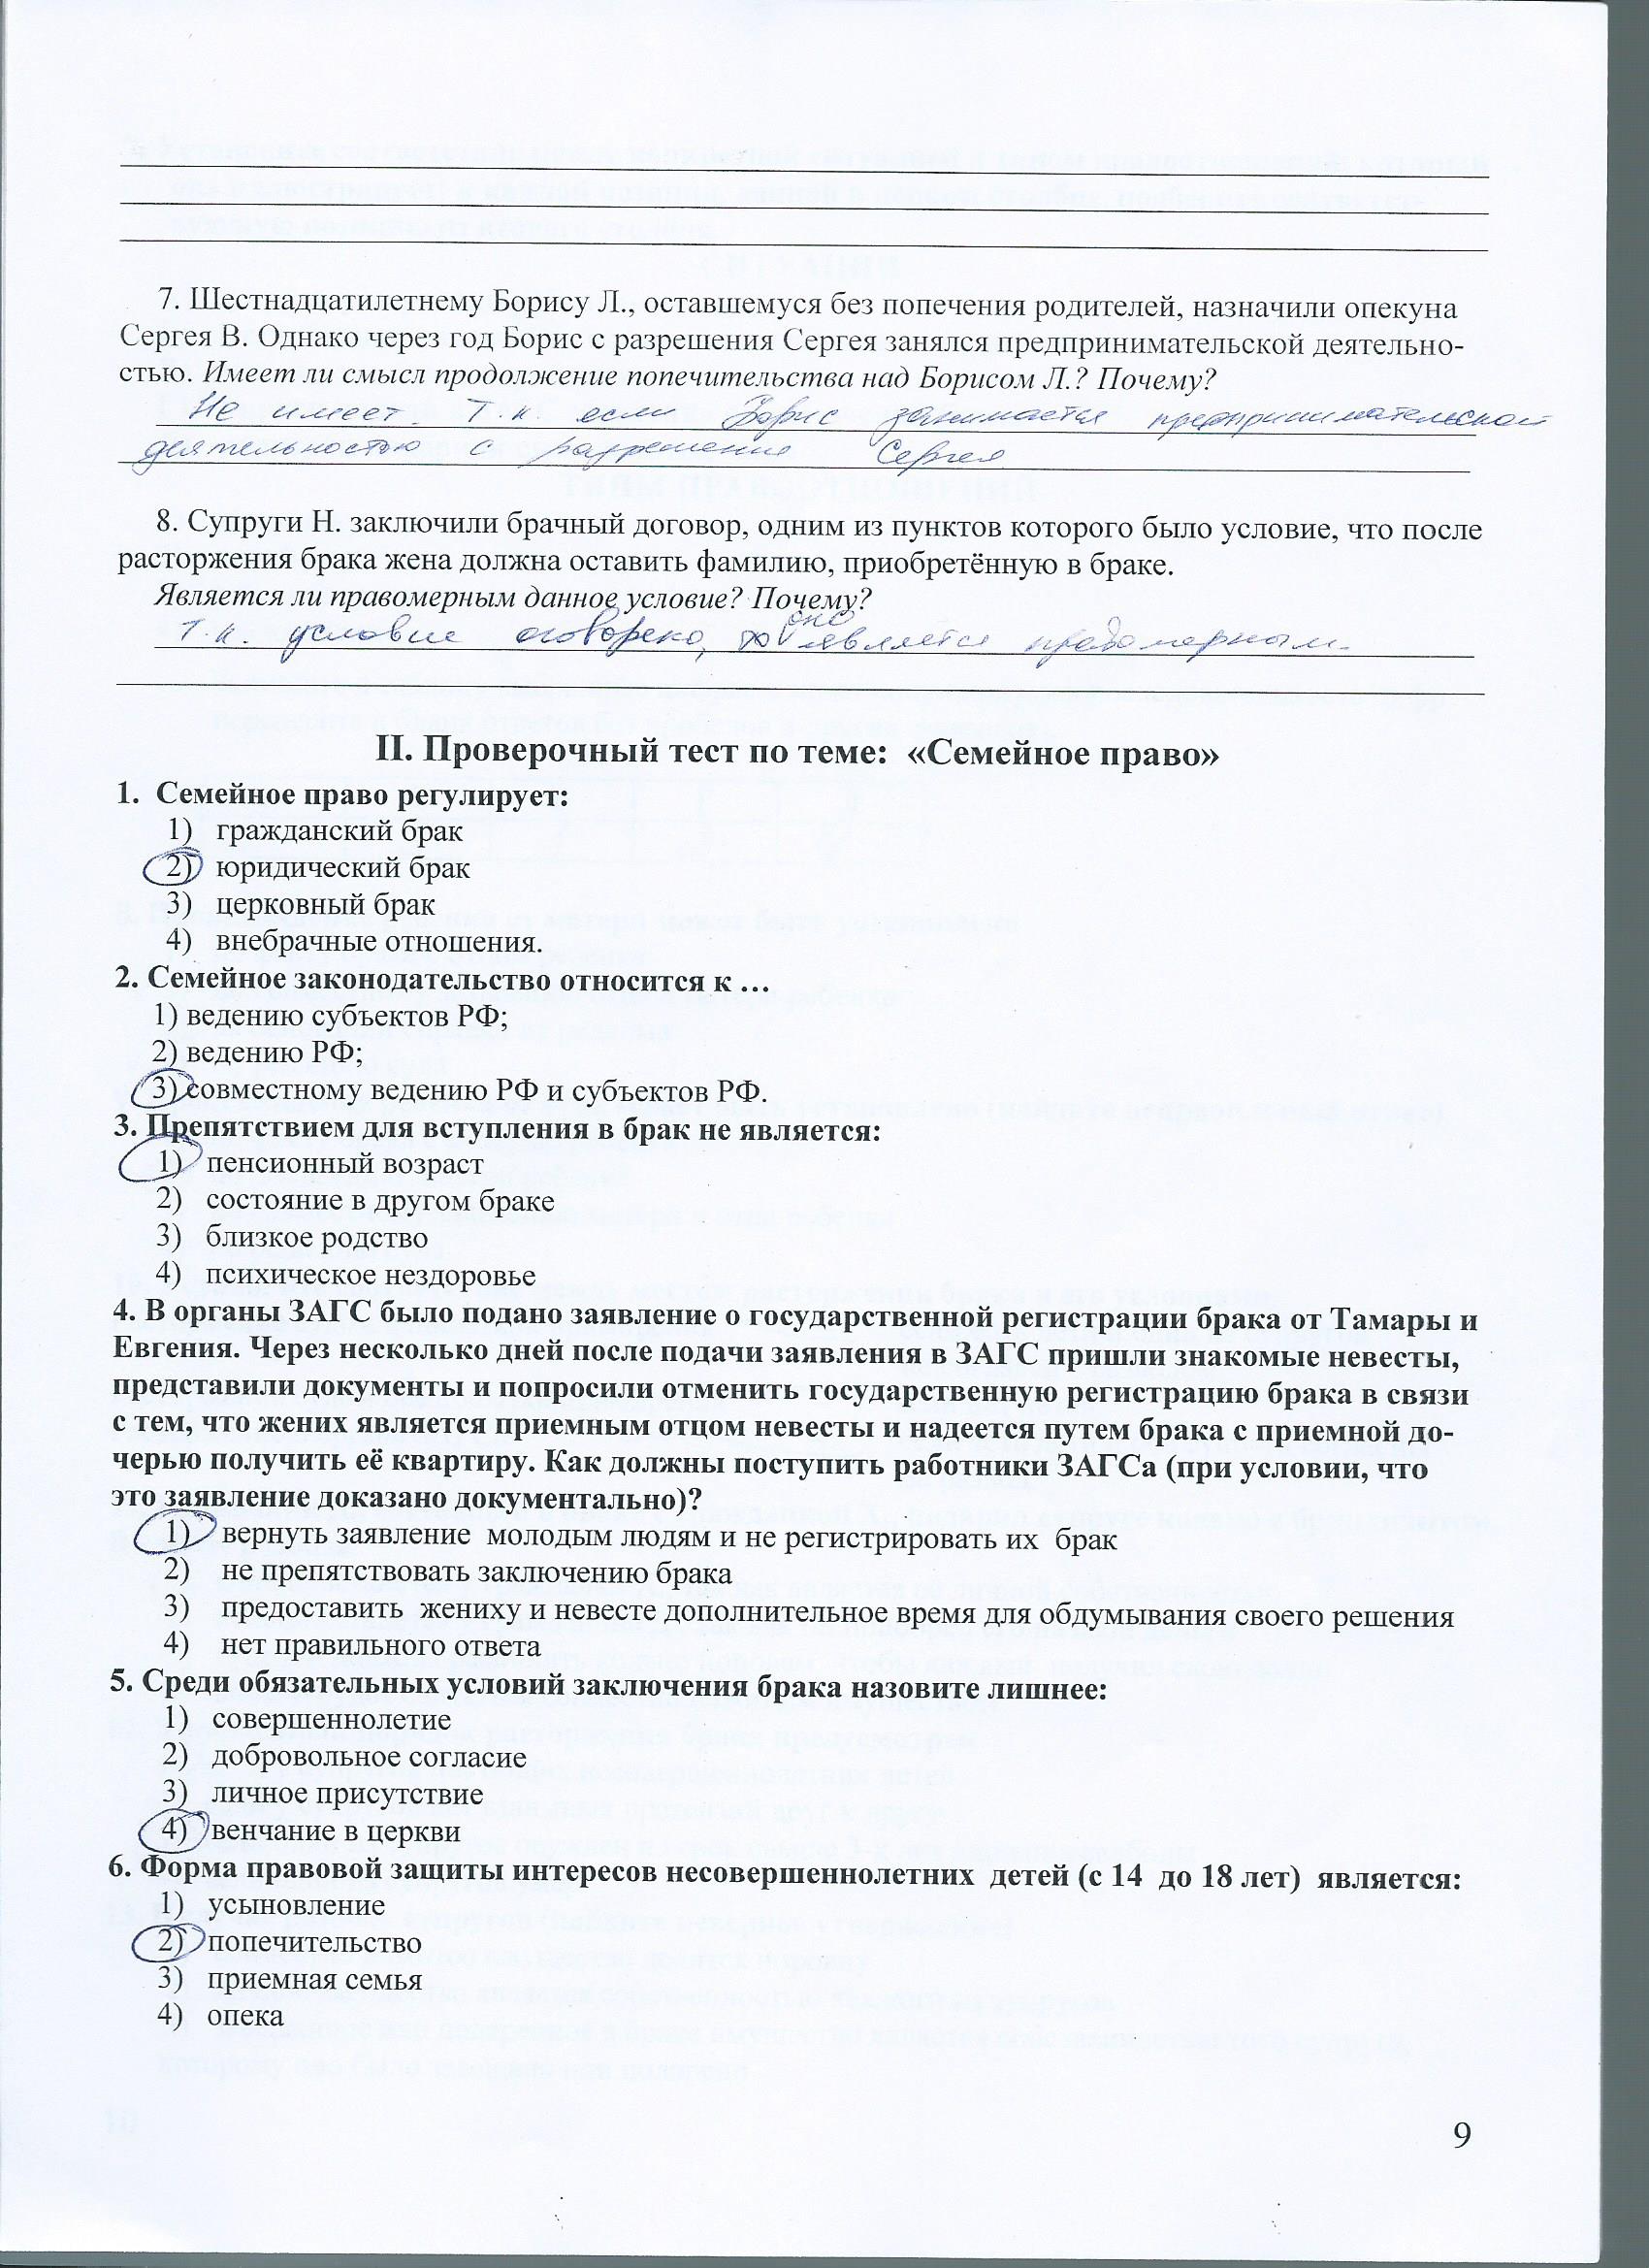 7. Шестнадцатилетнему Борису Л., оставшемуся без попечения родителей, назначили опекуна
Сергея В. Однако через год Борис с разрешения Сергея занялся предпринимательской деятельно-
стью. Имеет ли смысл продолжение попечительства над Борисом Л.? Почему?
Не имеет. Т.к. если Борис занимается предпринимательской
деятельностью с разрешения Сергея
8. Супруги Н. заключили брачный договор, одним из пунктов которого было условие, что после
расторжения брака жена должна оставить фамилию, приобретённую в браке.
Является ли правомерным данное условие? Почему?
Т.к. условие оговорено, то оно является правомерным.
II. Проверочный тест по теме: «Семейное право»
1. Семейное право регулирует:
1) гражданский брак
2) юридический брак
3) церковный брак
4) внебрачные отношения.
2. Семейное законодательство относится к …
1) ведению субъектов РФ;
2) ведению РФ;
3) совместному ведению РФ и субъектов РФ.
3. Препятствием для вступления в брак не является:
1) пенсионный возраст
2) состояние в другом браке
3) близкое родство
4) психическое нездоровье
4. В органы ЗАГС было подано заявление о государственной регистрации брака от Тамары и
Евгения. Через несколько дней после подачи заявления в ЗАГС пришли знакомые невесты,
представили документы и попросили отменить государственную регистрацию брака в связи
с тем, что жених является приемным отцом невесты и надеется путем брака с приемной до-
черью получить её квартиру. Как должны поступить работники ЗАГСа (при условии, что
это заявление доказано документально)?
1) вернуть заявление молодым людям и не регистрировать их брак
2) не препятствовать заключению брака
3) предоставить жениху и невесте дополнительное время для обдумывания своего решения
4) нет правильного ответа
5. Среди обязательных условий заключения брака назовите лишнее:
1) совершеннолетие
2) добровольное согласие
3) личное присутствие
4) венчание в церкви
6. Форма правовой защиты интересов несовершеннолетних детей (с 14 до 18 лет) является:
1) усыновление
2) попечительство
3) приемная семья
4) опека
9